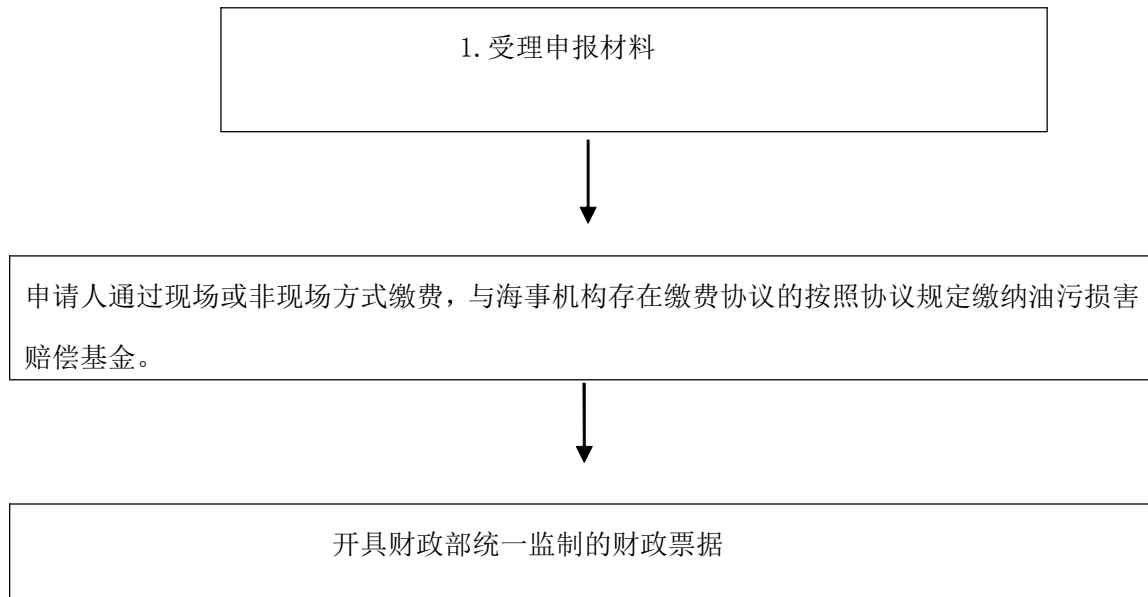 1.受理申报材料
申请人通过现场或非现场方式缴费，与海事机构存在缴费协议的按照协议规定缴纳油污损害
赔偿基金。
开具财政部统一监制的财政票据